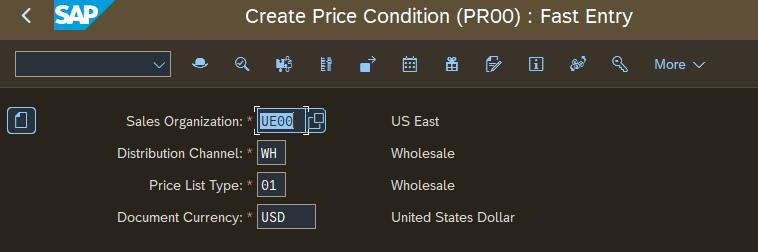 SAP Create Price Condition (PR00) : Fast Entry
More
Sales Organization: * UE00 US East
Distribution Channel: * WH Wholesale
Price List Type: * 01 Wholesale
Document Currency: * USD United States Dollar